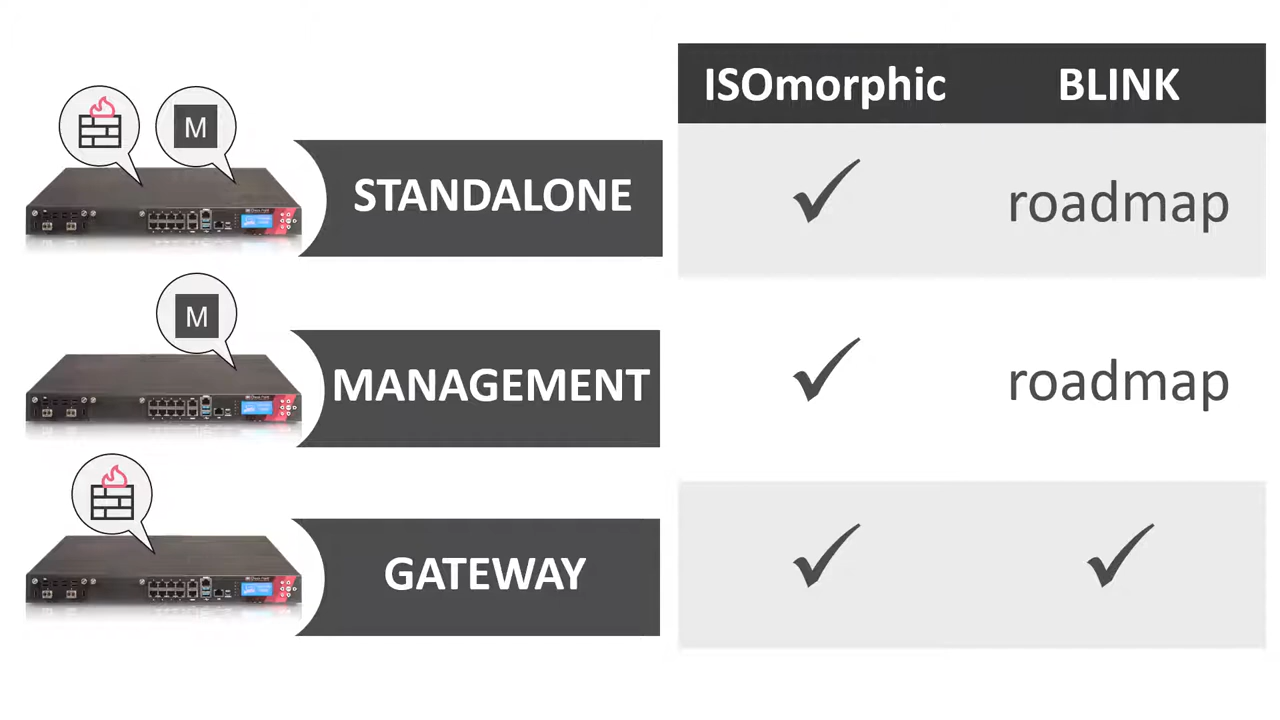 ISOmorphic BLINK
M
STANDALONE roadmap
M
MANAGEMENT roadmap
GATEWAY